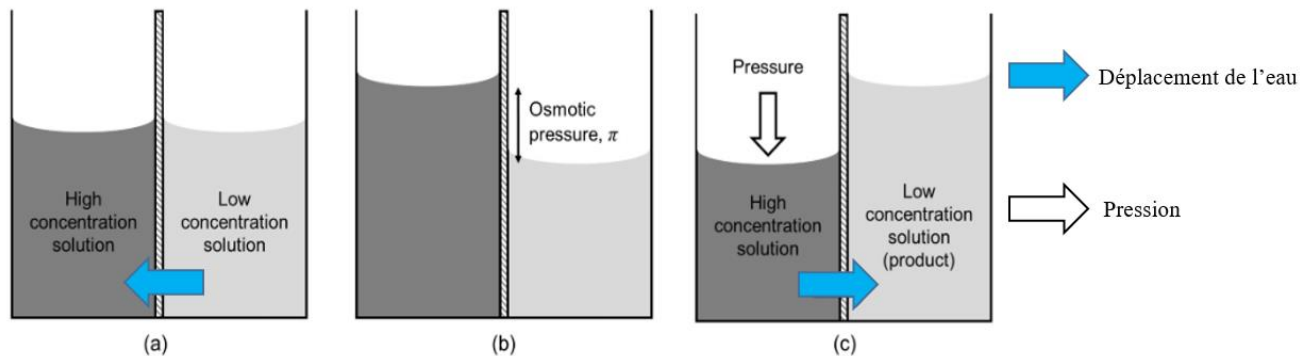 High
concentration
solution
Low
concentration
solution
(a)
Osmotic
pressure, π
(b)
Pressure
High
concentration
solution
Low
concentration
solution
(product)
(c)
Déplacement de l’eau
Pression